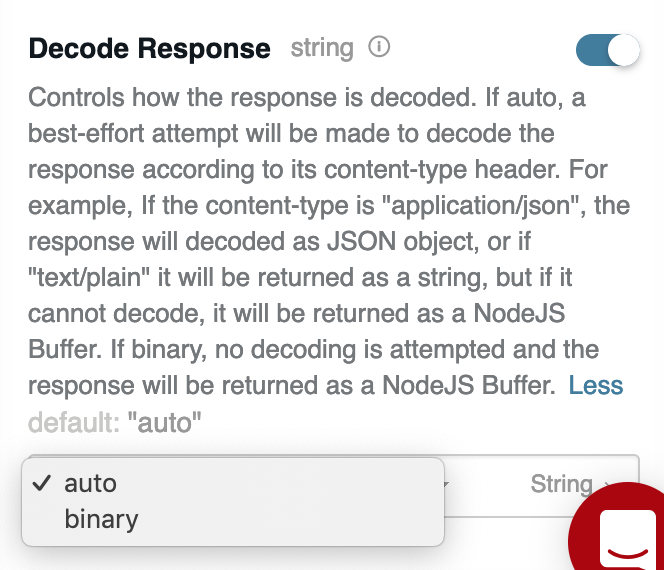 Decode Response string
Controls how the response is decoded. If auto, a
best-effort attempt will be made to decode the
response according to its content-type header. For
example, If the content-type is "application/json", the
response will decoded as JSON object, or if
"text/plain" it will be returned as a string, but if it
cannot decode, it will be returned as a NodeJS
Buffer. If binary, no decoding is attempted and the
response will be returned as a NodeJS Buffer. Less
default: "auto"
auto
String
binary